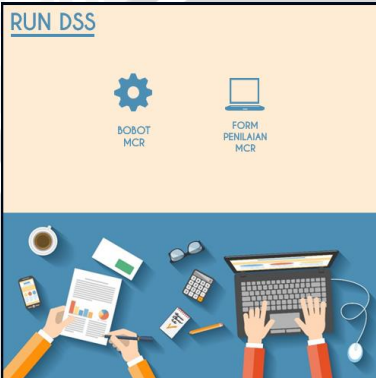 RUN DSS
BOBOT
MCR
FORM
PENILAIAN
MCR